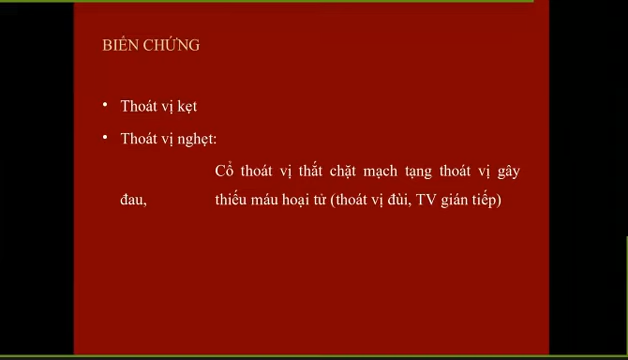 BIẾN CHỨNG
• Thoát vị kẹt
• Thoát vị nghẹt:
Cổ thoát vị thắt chặt mạch tạng thoát vị gây
đau, thiếu máu hoại tử (thoát vị đùi, TV gián tiếp)